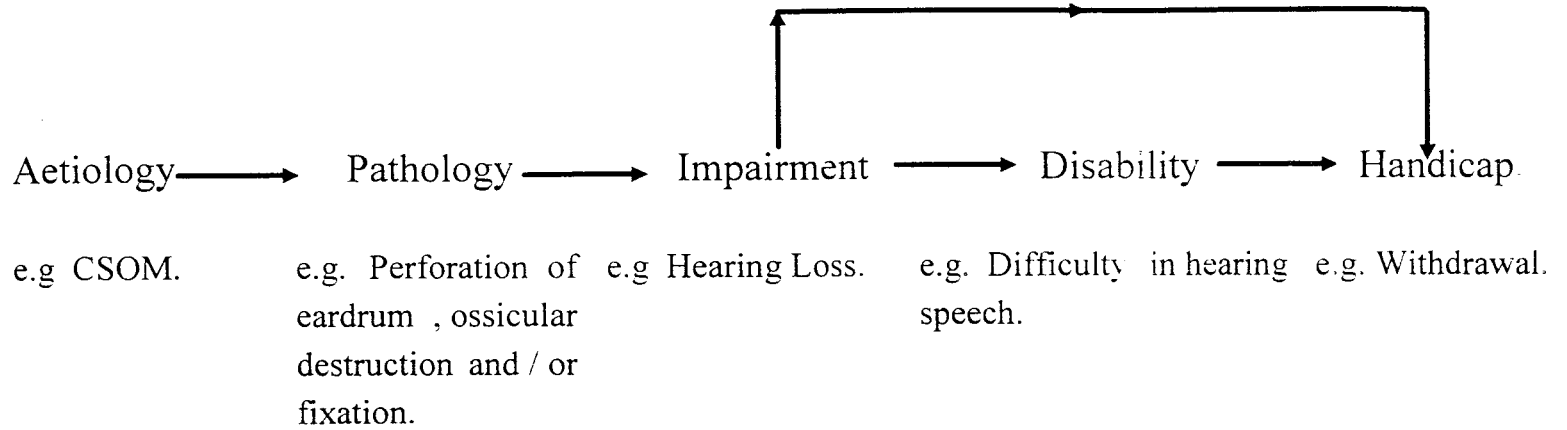 Aetiology Pathology Impairment Disability Handicap
e.g CSOM.
e.g. Perforation of
eardrum , ossicular
destruction and / or
fixation.
e.g Hearing Loss.
e.g. Difficulty in hearing
speech.
e.g. Withdrawal.